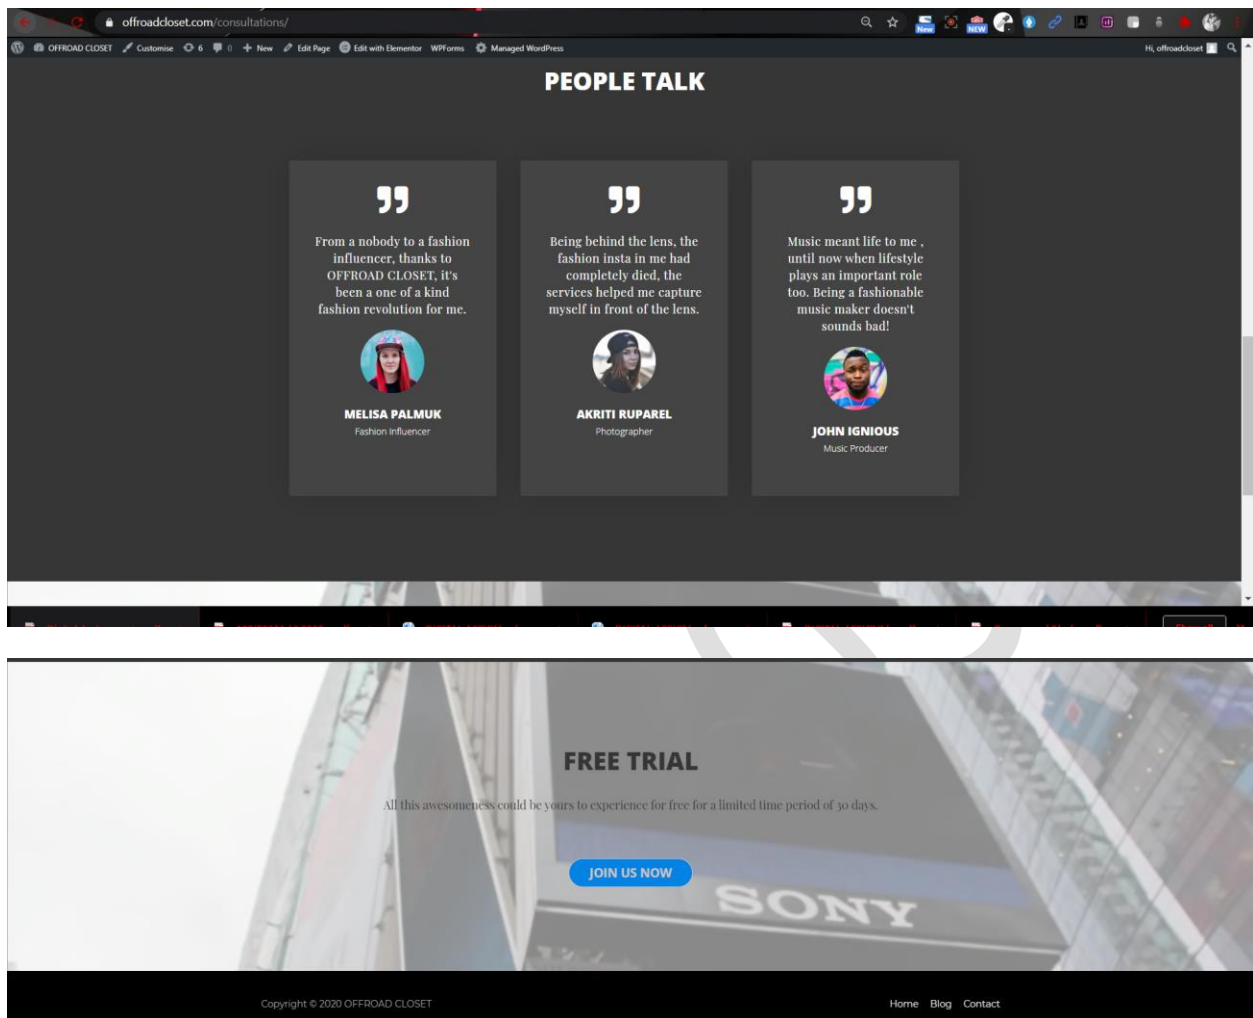 offroadcloset.com/consultations/
New
NEW
OFFROAD CLOSET Customise 6 0 + New Edit Page Edit with Elementor WPForms Managed WordPress Hi, offroadcloset
PEOPLE TALK
From a nobody to a fashion
influencer, thanks to
OFFROAD CLOSET, it's
been a one of a kind
fashion revolution for me.
MELISA PALMUK
Fashion Influencer
Being behind the lens, the
fashion insta in me had
completely died, the
services helped me capture
myself in front of the lens.
AKRITI RUPAREL
Photographer
Music meant life to me ,
until now when lifestyle
plays an important role
too. Being a fashionable
music maker doesn't
sounds bad!
JOHN IGNIOUS
Music Producer
FREE TRIAL
All this awesomeness could be yours to experience for free for a limited time period of 30 days.
JOIN US NOW
SONY
Copyright © 2020 OFFROAD CLOSET
Home Blog Contact